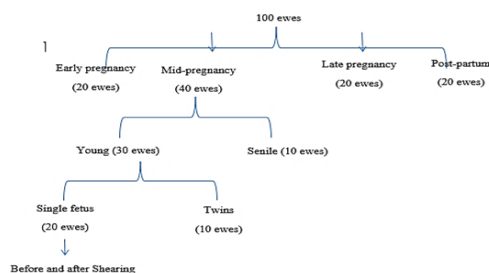 100 ewes
1
Early pregnancy Mid-pregnancy Late pregnancy Post-partum
(20 ewes) (40 ewes) (20 ewes) (20 ewes)
Young (30 ewes) Senile (10 ewes)
Single fetus Twins
(20 ewes) (10 ewes)
Before and after Shearing